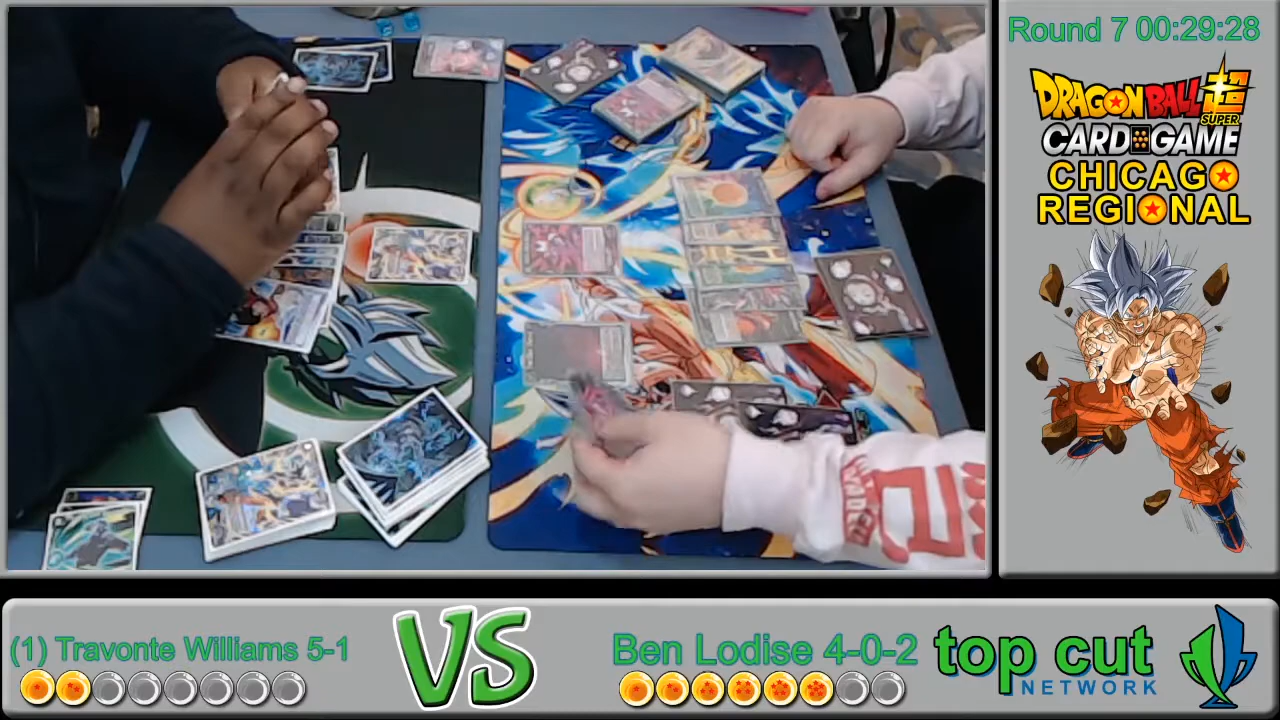 Round 7 00:29:28
DRAGON BALL
SUPER
CARD GAME
CHICAGO
REGIONAL
(1) Travonte Williams 5-1
VS
Ben Lodise 4-0-2
top cut
NETWORK